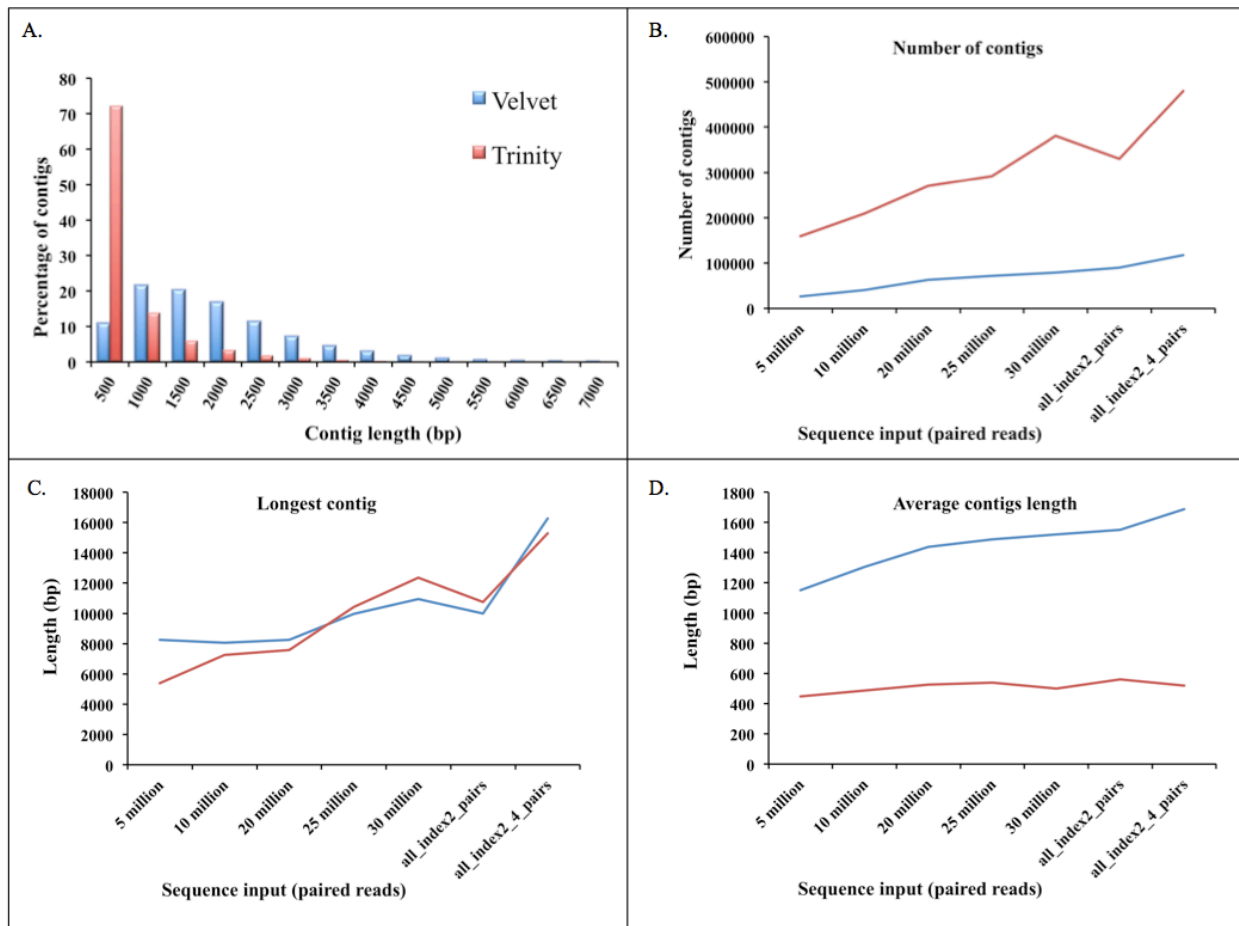 A.
80
70
60
50
40
30
20
10
0
Percentage of contigs
Velvet
Trinity
500
1000
1500
2000
2500
3000
3500
4000
4500
5000
5500
6000
6500
7000
Contig length (bp)
B.
Number of contigs
600000
500000
400000
300000
200000
100000
0
Number of contigs
5 million
10 million
20 million
25 million
30 million
all_index2_pairs
all_index2_4_pairs
Sequence input (paired reads)
C.
Longest contig
18000
16000
14000
12000
10000
8000
6000
4000
2000
0
Length (bp)
5 million
10 million
20 million
25 million
30 million
all_index2_pairs
all_index2_4_pairs
Sequence input (paired reads)
D.
Average contigs length
1800
1600
1400
1200
1000
800
600
400
200
0
Length (bp)
5 million
10 million
20 million
25 million
30 million
all_index2_pairs
all_index2_4_pairs
Sequence input (paired reads)